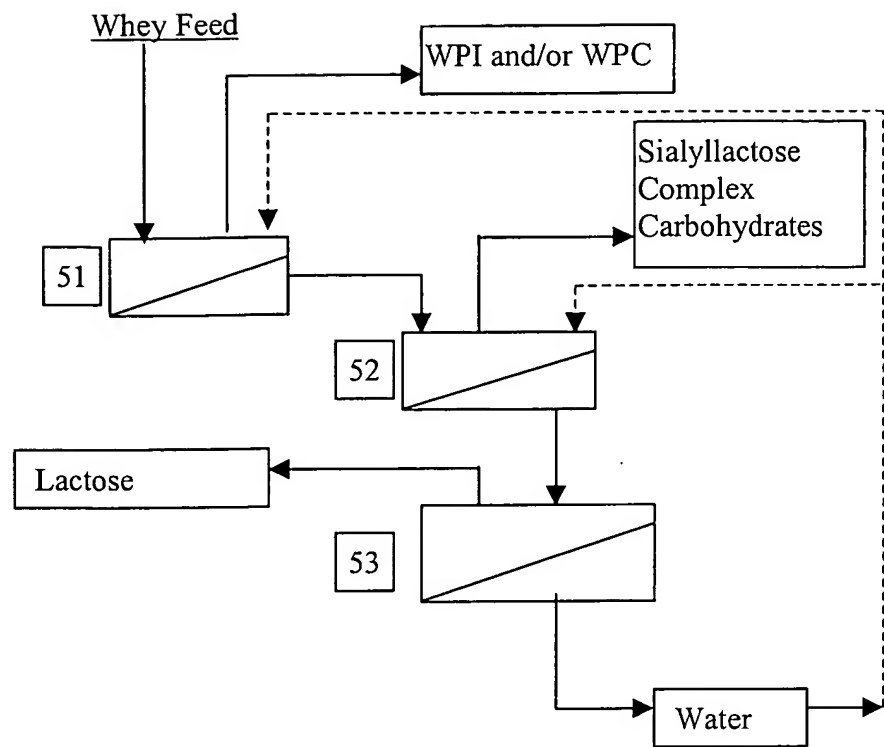 Whey Feed
WPI and/or WPC
Sialyllactose
Complex
Carbohydrates
51
52
Lactose
53
Water